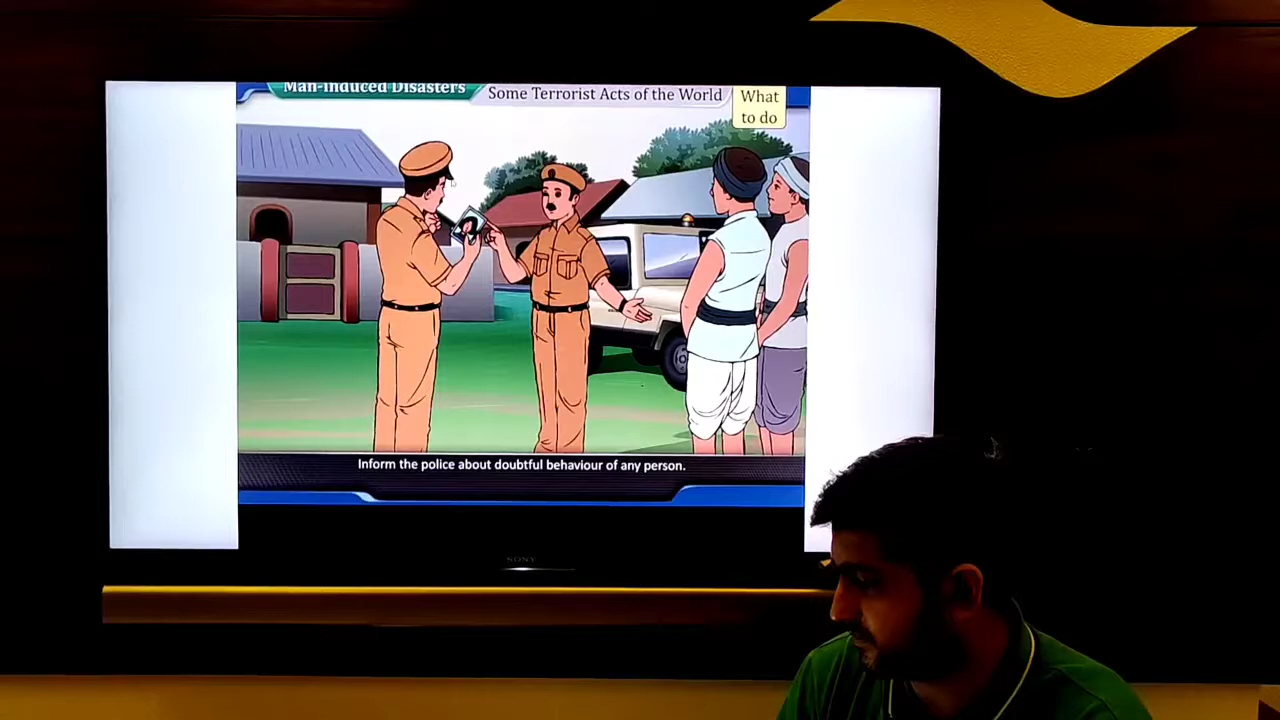 Man-induced Disasters
Some Terrorist Acts of the World
What
to do
Inform the police about doubtful behaviour of any person.
SONY